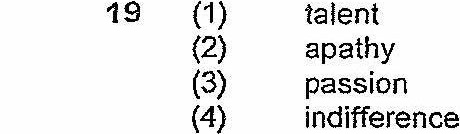 19 (1) talent
(2) apathy
(3) passion
(4) indifference